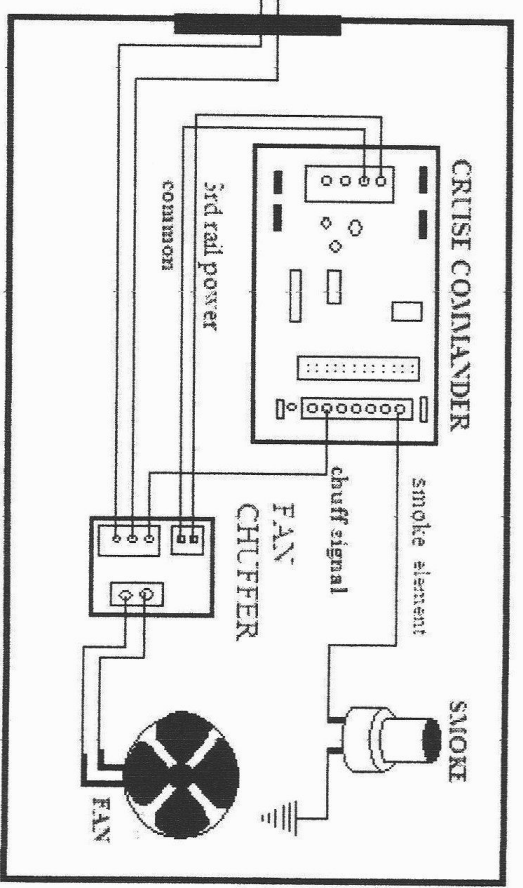 CRUISE COMMANDER
3rd rail power
common
smoke element
chuff signal
FAN
CHUFFER
SMOKE
FAN